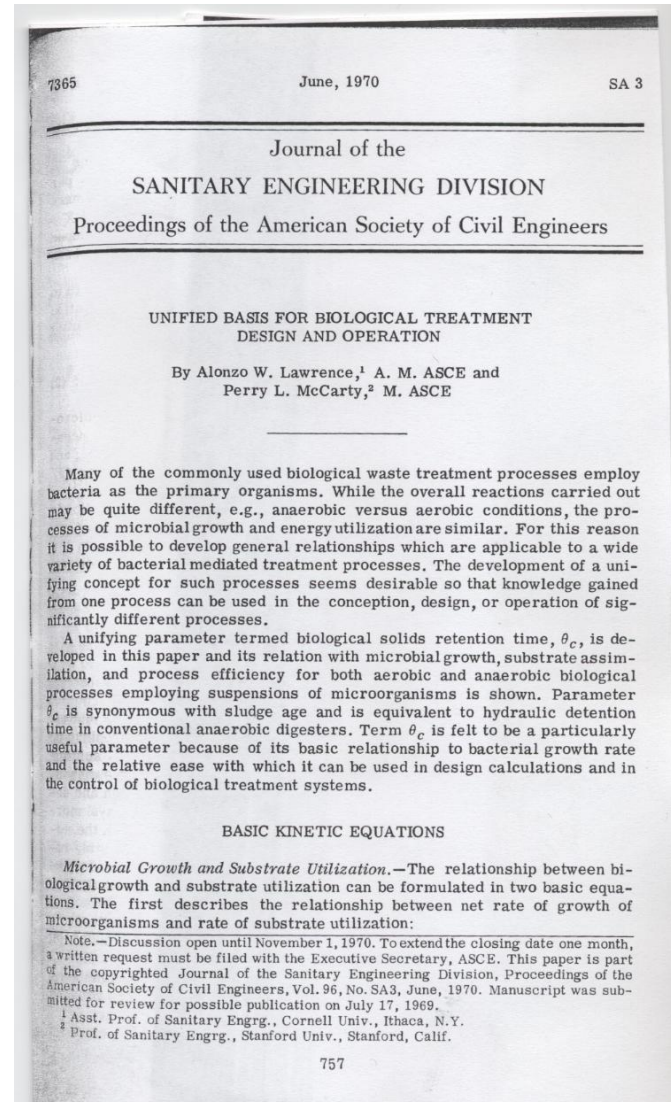 7365 June, 1970 SA 3
Journal of the
SANITARY ENGINEERING DIVISION
Proceedings of the American Society of Civil Engineers
UNIFIED BASIS FOR BIOLOGICAL TREATMENT
DESIGN AND OPERATION
By Alonzo W. Lawrence,¹ A. M. ASCE and
Perry L. McCarty,² M. ASCE
Many of the commonly used biological waste treatment processes employ
bacteria as the primary organisms. While the overall reactions carried out
may be quite different, e.g., anaerobic versus aerobic conditions, the pro-
cesses of microbial growth and energy utilization are similar. For this reason
it is possible to develop general relationships which are applicable to a wide
variety of bacterial mediated treatment processes. The development of a uni-
fying concept for such processes seems desirable so that knowledge gained
from one process can be used in the conception, design, or operation of sig-
nificantly different processes.
A unifying parameter termed biological solids retention time, θc, is de-
veloped in this paper and its relation with microbial growth, substrate assim-
ilation, and process efficiency for both aerobic and anaerobic biological
processes employing suspensions of microorganisms is shown. Parameter
θc is synonymous with sludge age and is equivalent to hydraulic detention
time in conventional anaerobic digesters. Term θc is felt to be a particularly
useful parameter because of its basic relationship to bacterial growth rate
and the relative ease with which it can be used in design calculations and in
the control of biological treatment systems.
BASIC KINETIC EQUATIONS
Microbial Growth and Substrate Utilization.—The relationship between bi-
ological growth and substrate utilization can be formulated in two basic equa-
tions. The first describes the relationship between net rate of growth of
microorganisms and rate of substrate utilization:
Note.—Discussion open until November 1, 1970. To extend the closing date one month,
a written request must be filed with the Executive Secretary, ASCE. This paper is part
of the copyrighted Journal of the Sanitary Engineering Division, Proceedings of the
American Society of Civil Engineers, Vol. 96, No. SA3, June, 1970. Manuscript was sub-
mitted for review for possible publication on July 17, 1969.
¹ Asst. Prof. of Sanitary Engrg., Cornell Univ., Ithaca, N.Y.
² Prof. of Sanitary Engrg., Stanford Univ., Stanford, Calif.
757